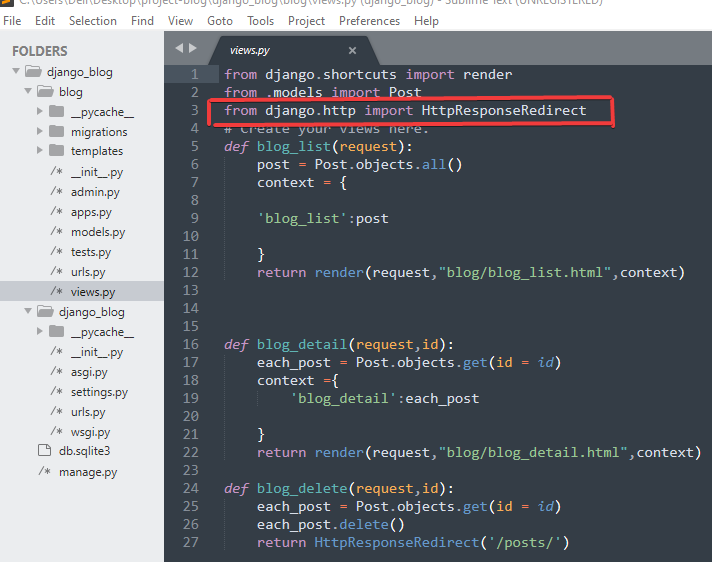 C:\Users\Dell\Desktop\project-blog\django_blog\blog\views.py (django_blog) - Sublime Text (UNREGISTERED)
File Edit Selection Find View Goto Tools Project Preferences Help
FOLDERS
django_blog
blog
__pycache__
migrations
templates
/* __init__.py
/* admin.py
/* apps.py
/* models.py
/* tests.py
/* urls.py
/* views.py
django_blog
__pycache__
/* __init__.py
/* asgi.py
/* settings.py
/* urls.py
/* wsgi.py
db.sqlite3
/* manage.py
views.py ×
1 from django.shortcuts import render
2 from .models import Post
3 from django.http import HttpResponseRedirect
4 # Create your views here.
5 def blog_list(request):
6     post = Post.objects.all()
7     context = {
8
9     'blog_list':post
10
11     }
12     return render(request,"blog/blog_list.html",context)
13
14
15
16 def blog_detail(request,id):
17     each_post = Post.objects.get(id = id)
18     context ={
19         'blog_detail':each_post
20
21     }
22     return render(request,"blog/blog_detail.html",context)
23
24 def blog_delete(request,id):
25     each_post = Post.objects.get(id = id)
26     each_post.delete()
27     return HttpResponseRedirect('/posts/')